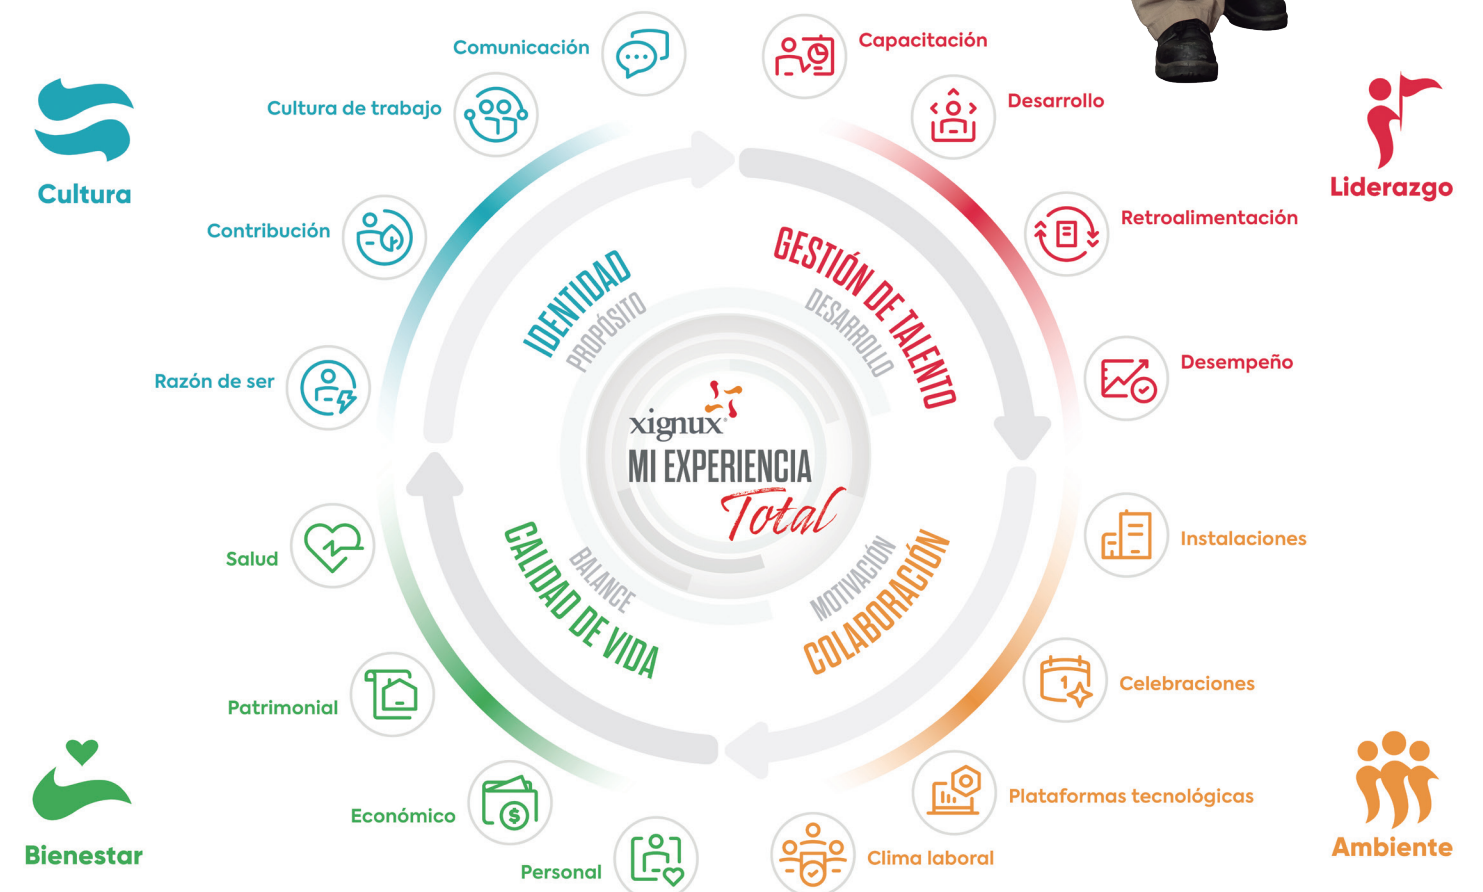 Comunicación
Cultura de trabajo
Contribución
Razón de ser
Cultura
Capacitación
Desarrollo
Retroalimentación
Desempeño
Liderazgo
IDENTIDAD
PROPÓSITO
GESTIÓN DE TALENTO
DESARROLLO
xignux
MI EXPERIENCIA
Total
CALIDAD DE VIDA
BALANCE
MOTIVACIÓN
COLABORACIÓN
Salud
Patrimonial
Económico
Personal
Bienestar
Instalaciones
Celebraciones
1
Plataformas tecnológicas
Clima laboral
Ambiente
$